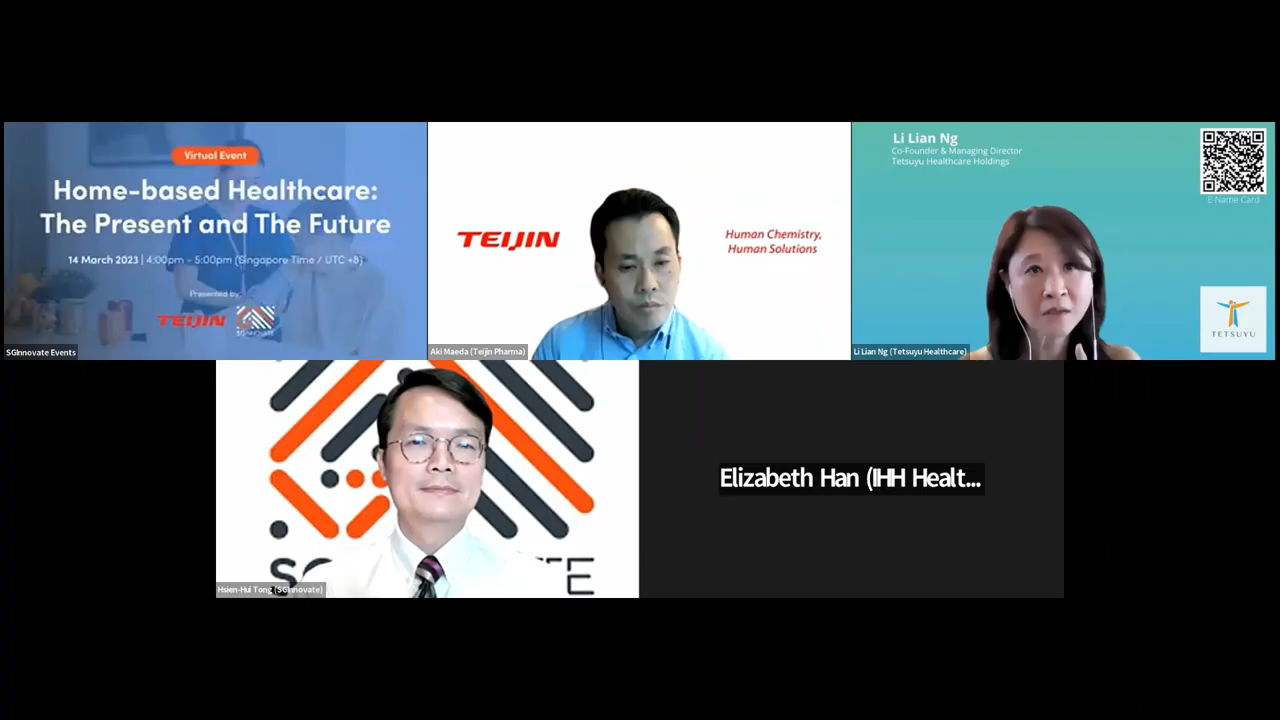 Virtual Event
Home-based Healthcare:
The Present and The Future
14 March 2023 | 4:00pm - 5:00pm (Singapore Time / UTC +8)
Presented by:
TEIJIN
SGINNOVATE
SGInnovate Events
TEIJIN
Human Chemistry,
Human Solutions
Aki Maeda (Teijin Pharma)
Li Lian Ng
Co-Founder & Managing Director
Tetsuyu Healthcare Holdings
E-Name Card
TETSUYU
Li Lian Ng (Tetsuyu Healthcare)
Hsien-Hui Tong (SGInnovate)
Elizabeth Han (IHH Healt...